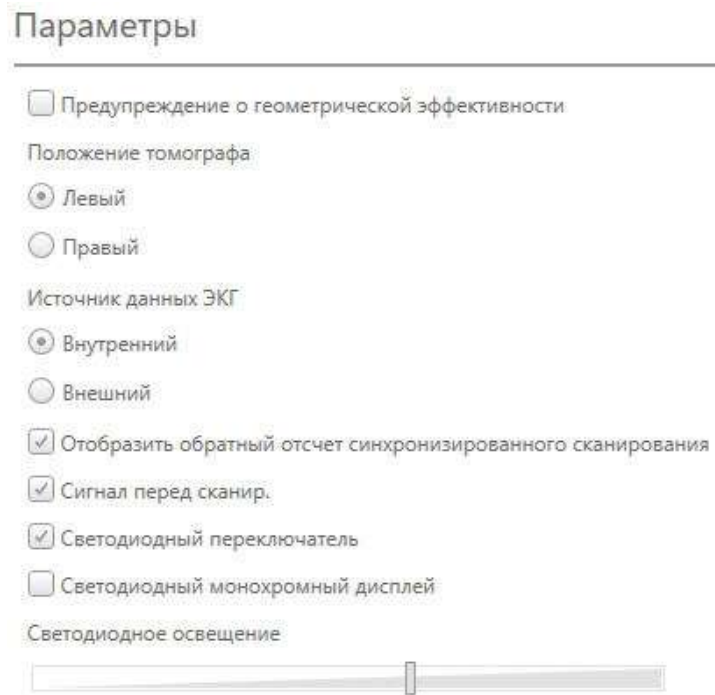 Параметры
Предупреждение о геометрической эффективности
Положение томографа
Левый
Правый
Источник данных ЭКГ
Внутренний
Внешний
Отобразить обратный отсчет синхронизированного сканирования
Сигнал перед сканир.
Светодиодный переключатель
Светодиодный монохромный дисплей
Светодиодное освещение